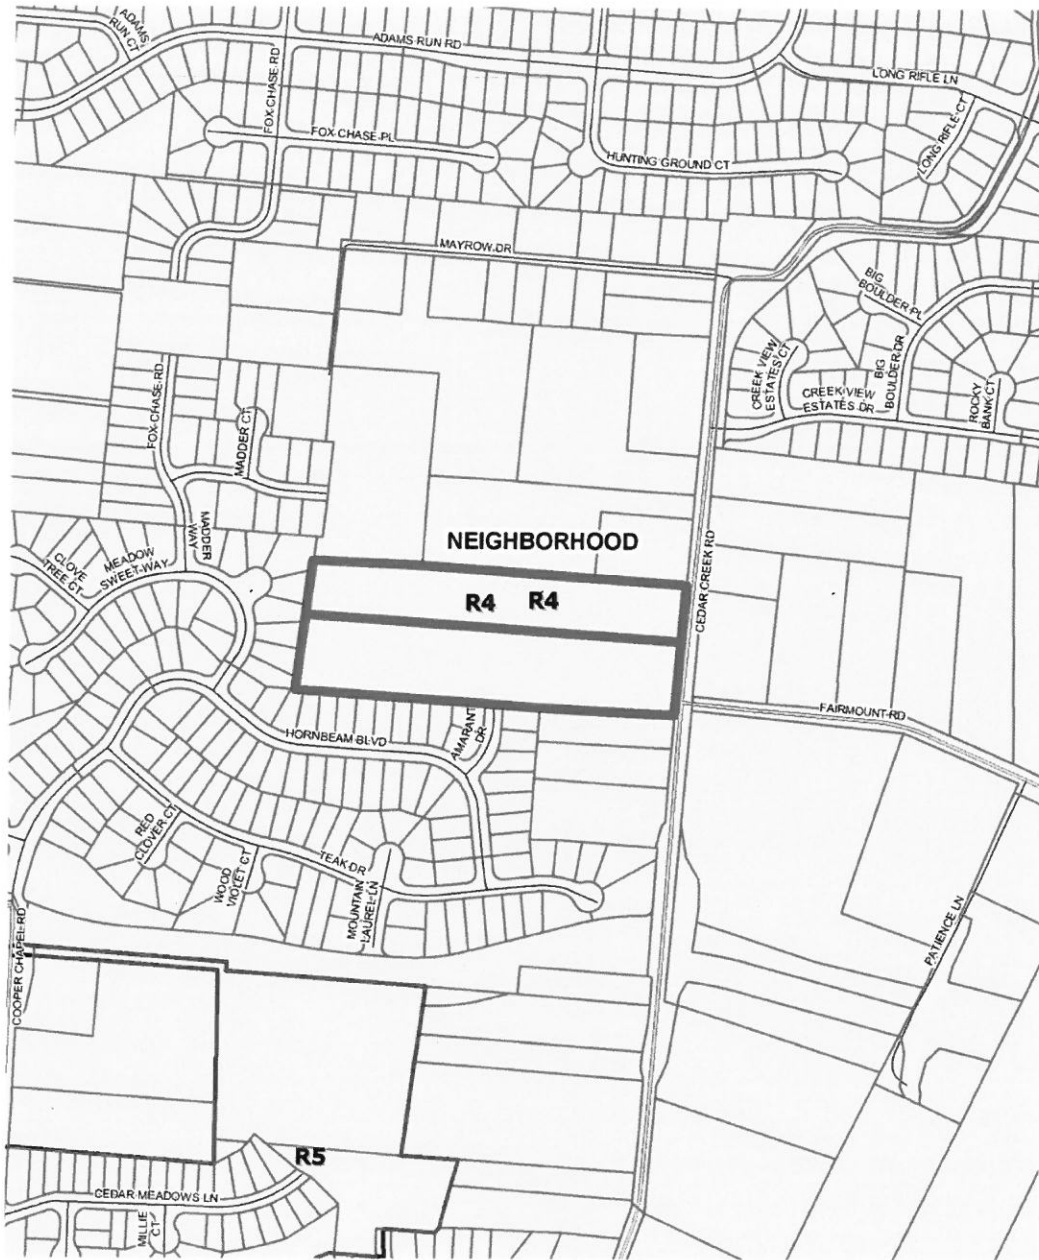 ADAMS
RUN CT
ADAMS RUN RD
FOX CHASE RD
LONG RIFLE LN
LONG RIFLE CT
FOX CHASE PL
HUNTING GROUND CT
MAYROW DR
BIG
BOULDER PL
CREEK VIEW
ESTATES CT
BIG
BOULDER DR
CREEK VIEW
ESTATES DR
ROCKY
BANK CT
FOX CHASE RD
MADDER CT
MADDER
WAY
NEIGHBORHOOD
CEDAR CREEK RD
CLOVE
TREE CT
MEADOW
SWEET WAY
R4 R4
FAIRMOUNT RD
AMARANT
DR
HORNBEAM BLVD
RED
CLOVER CT
WOOD
VIOLET CT
TEAK DR
MOUNTAIN
LAUREL LN
PATIENCE LN
COOPER CHAPEL RD
R5
CEDAR MEADOWS LN
MILLIE
CT